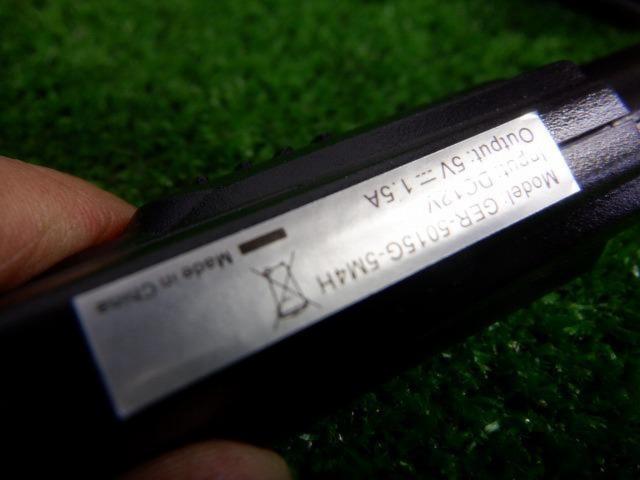 Model: GER-5015G-5M4H
Input: DC12V
Output: 5V⎓1.5A
Made in China